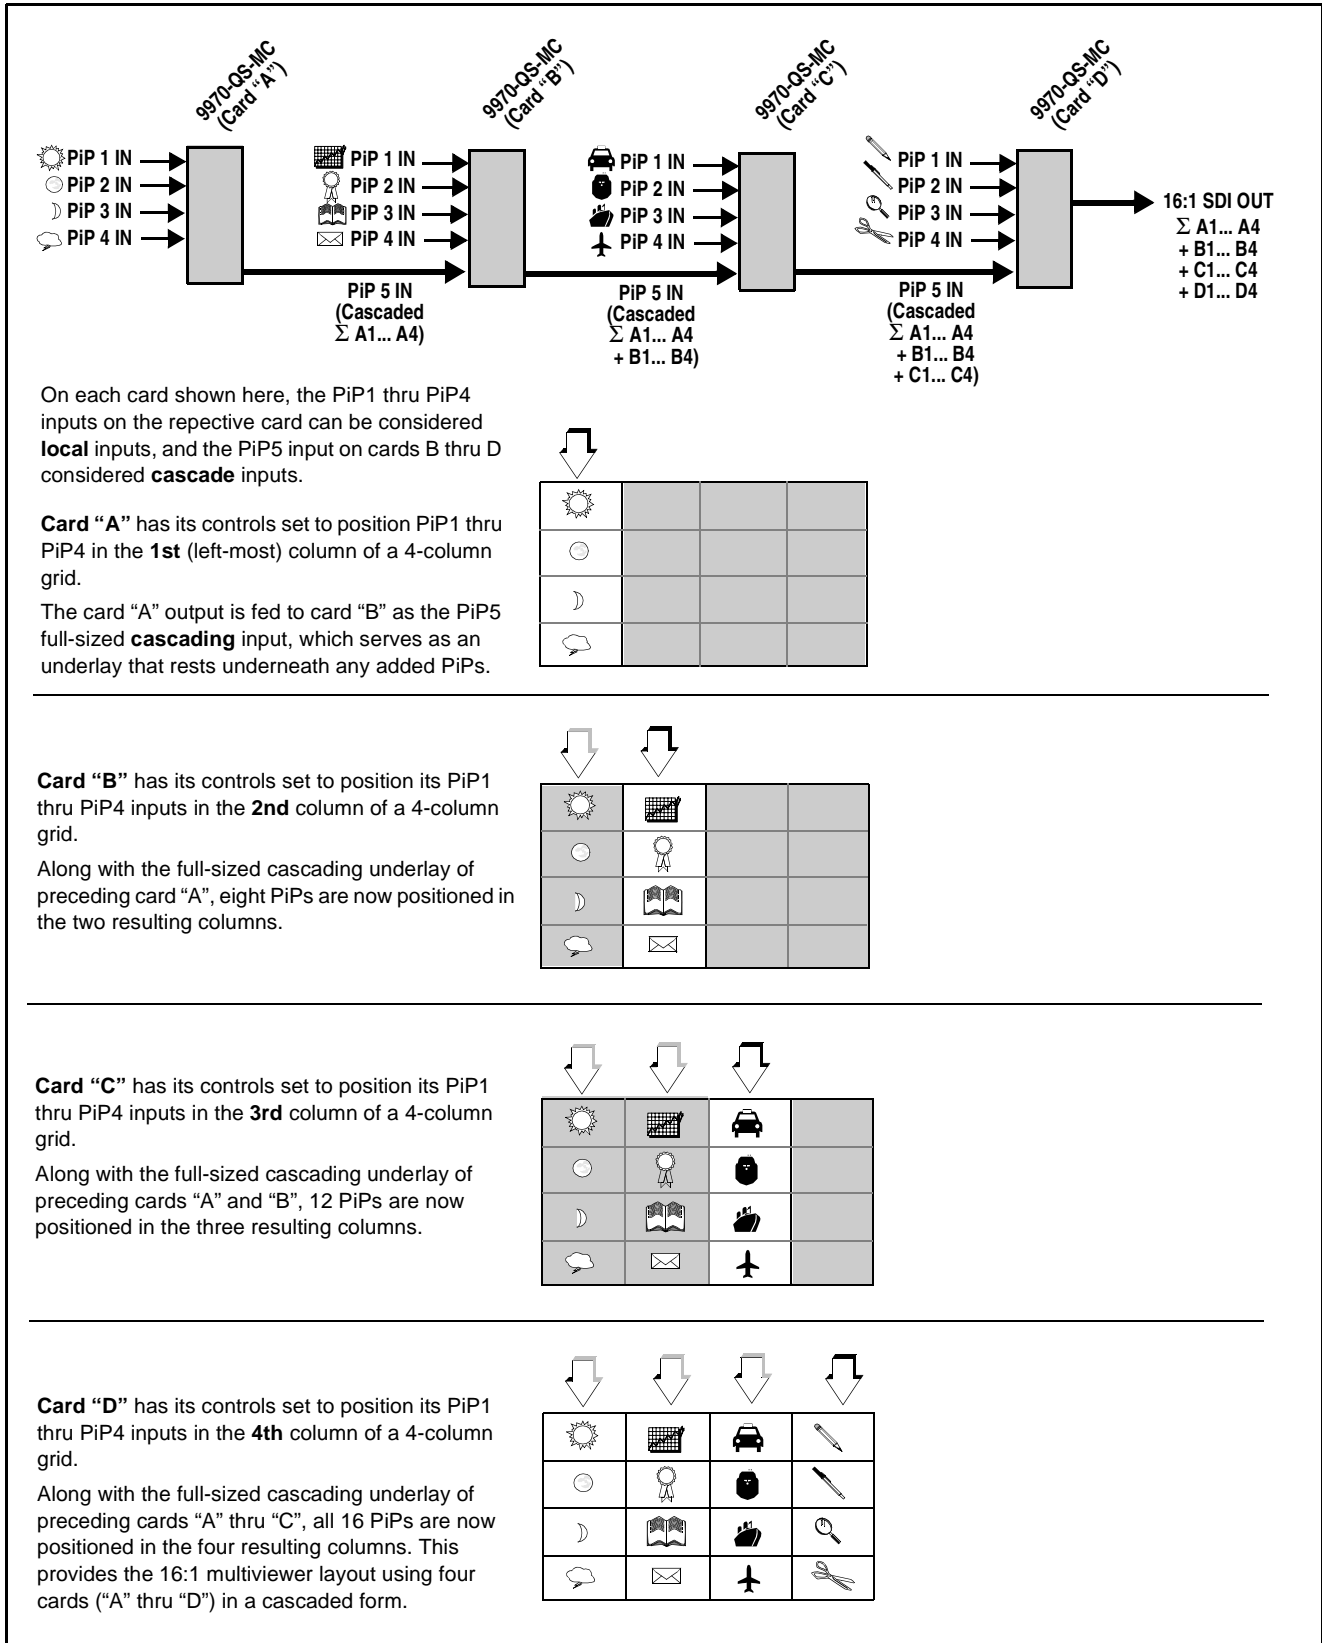 9970-QS-MC
(Card “A”)
9970-QS-MC
(Card “B”)
9970-QS-MC
(Card “C”)
9970-QS-MC
(Card “D”)
PiP 1 IN
PiP 2 IN
PiP 3 IN
PiP 4 IN
PiP 1 IN
PiP 2 IN
PiP 3 IN
PiP 4 IN
PiP 1 IN
PiP 2 IN
PiP 3 IN
PiP 4 IN
PiP 1 IN
PiP 2 IN
PiP 3 IN
PiP 4 IN
16:1 SDI OUT
Σ A1... A4
+ B1... B4
+ C1... C4
+ D1... D4
PiP 5 IN
(Cascaded
Σ A1... A4)
PiP 5 IN
(Cascaded
Σ A1... A4
+ B1... B4)
PiP 5 IN
(Cascaded
Σ A1... A4
+ B1... B4
+ C1... C4)
On each card shown here, the PiP1 thru PiP4
inputs on the repective card can be considered
local inputs, and the PiP5 input on cards B thru D
considered cascade inputs.
Card “A” has its controls set to position PiP1 thru
PiP4 in the 1st (left-most) column of a 4-column
grid.
The card “A” output is fed to card “B” as the PiP5
full-sized cascading input, which serves as an
underlay that rests underneath any added PiPs.
Card “B” has its controls set to position its PiP1
thru PiP4 inputs in the 2nd column of a 4-column
grid.
Along with the full-sized cascading underlay of
preceding card “A”, eight PiPs are now positioned in
the two resulting columns.
Card “C” has its controls set to position its PiP1
thru PiP4 inputs in the 3rd column of a 4-column
grid.
Along with the full-sized cascading underlay of
preceding cards “A” and “B”, 12 PiPs are now
positioned in the three resulting columns.
Card “D” has its controls set to position its PiP1
thru PiP4 inputs in the 4th column of a 4-column
grid.
Along with the full-sized cascading underlay of
preceding cards “A” thru “C”, all 16 PiPs are now
positioned in the four resulting columns. This
provides the 16:1 multiviewer layout using four
cards (“A” thru “D”) in a cascaded form.